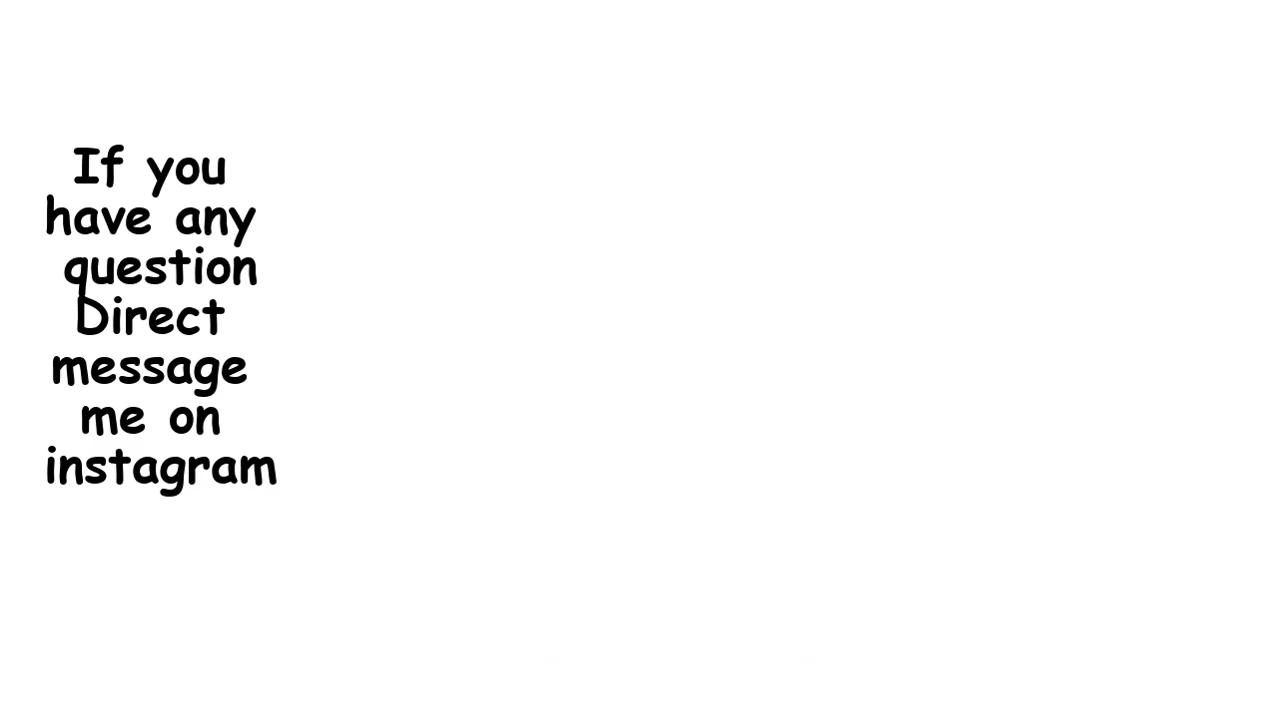 If you
have any
question
Direct
message
me on
instagram